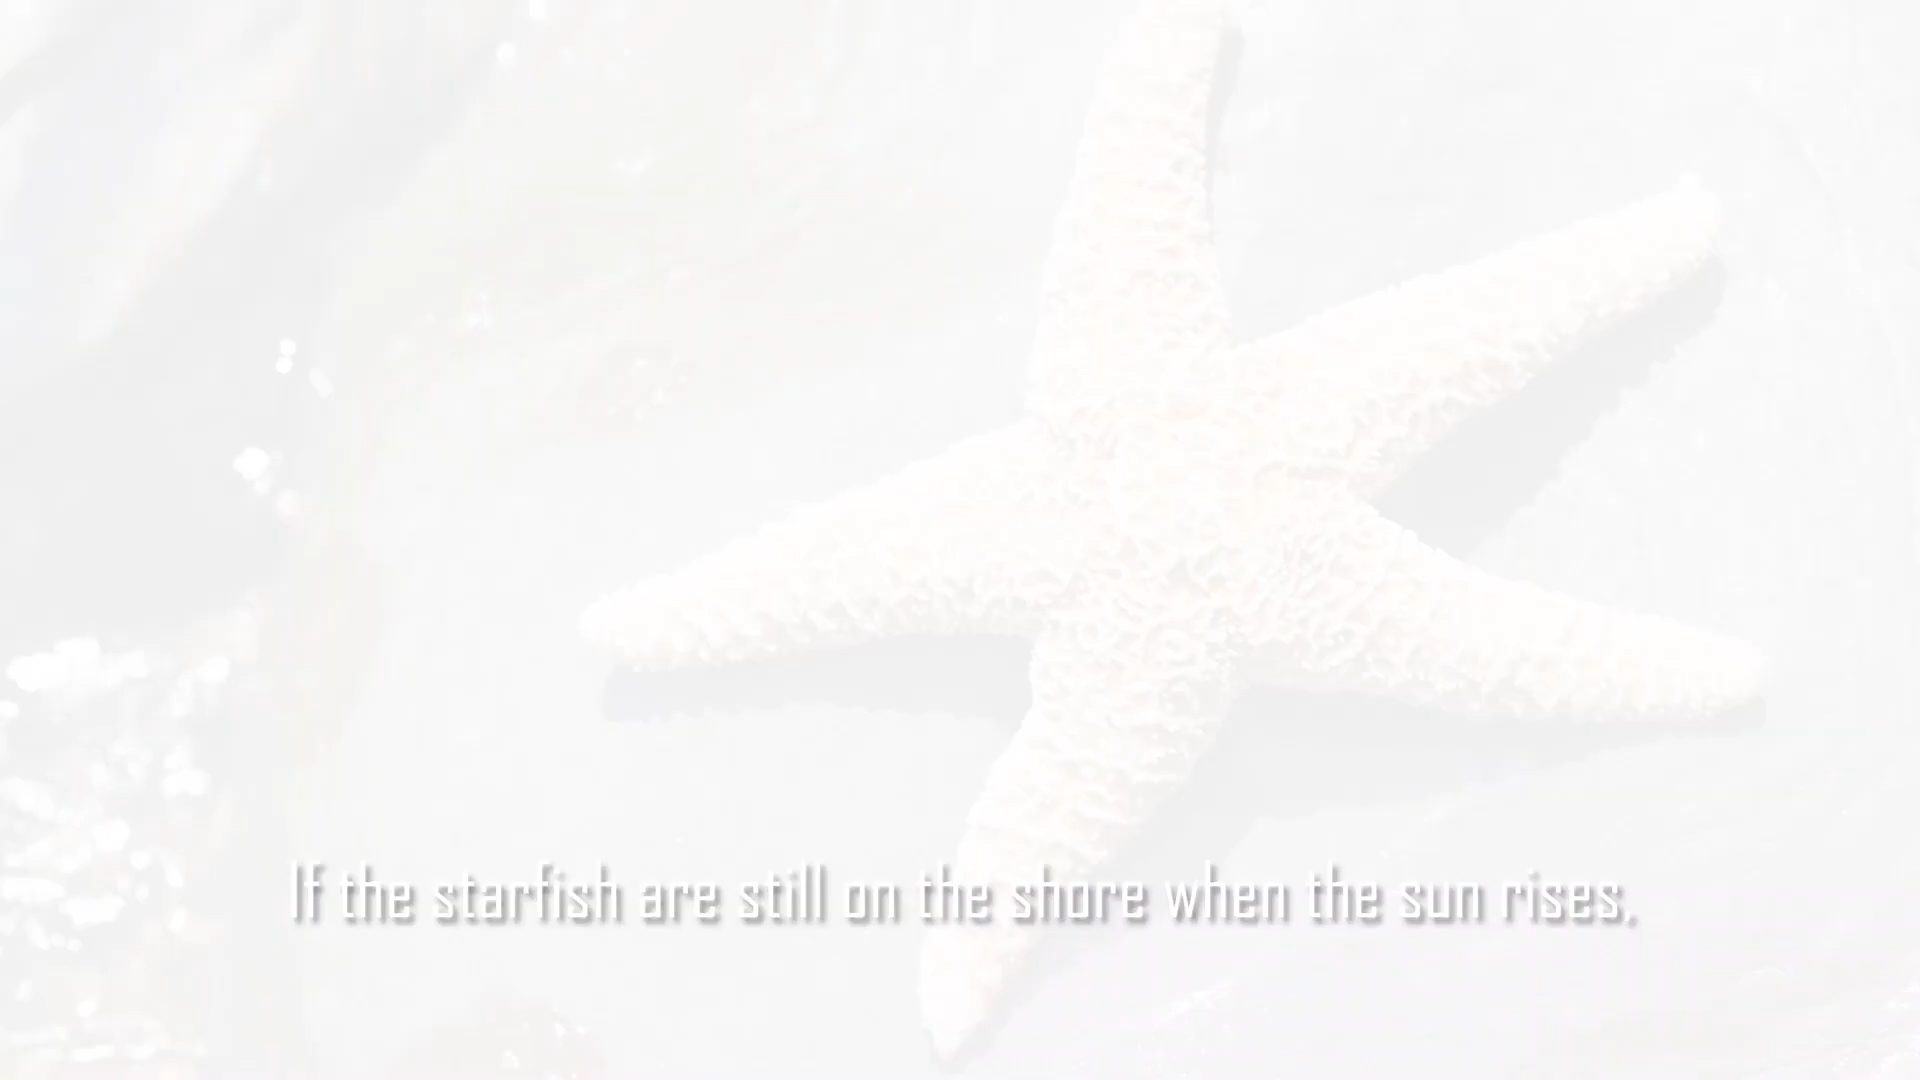 If the starfish are still on the shore when the sun rises,